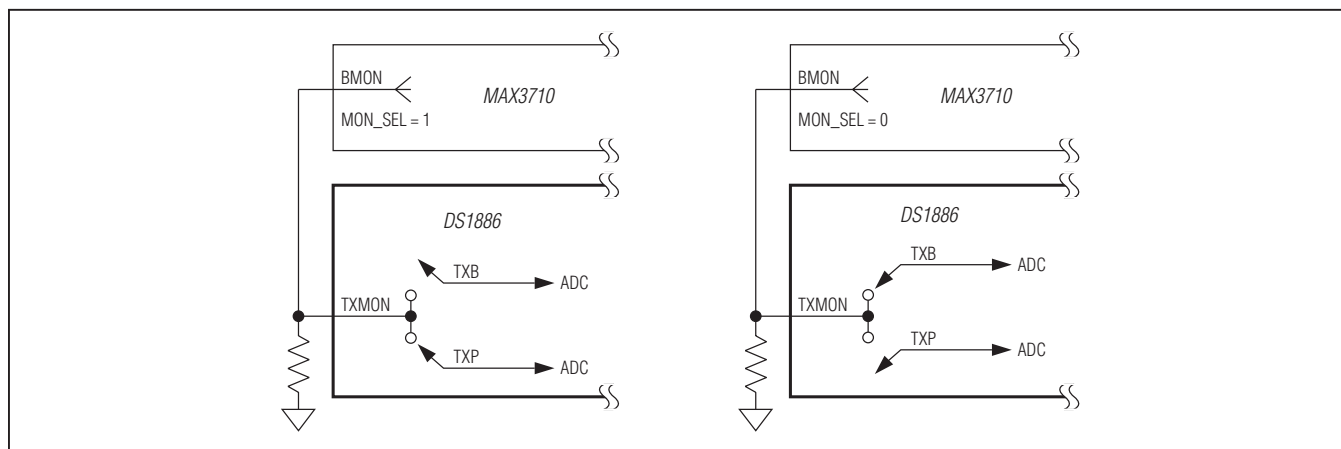 BMON
MAX3710
MON_SEL = 1
DS1886
TXB
ADC
TXMON
TXP
ADC
BMON
MAX3710
MON_SEL = 0
DS1886
TXB
ADC
TXMON
TXP
ADC